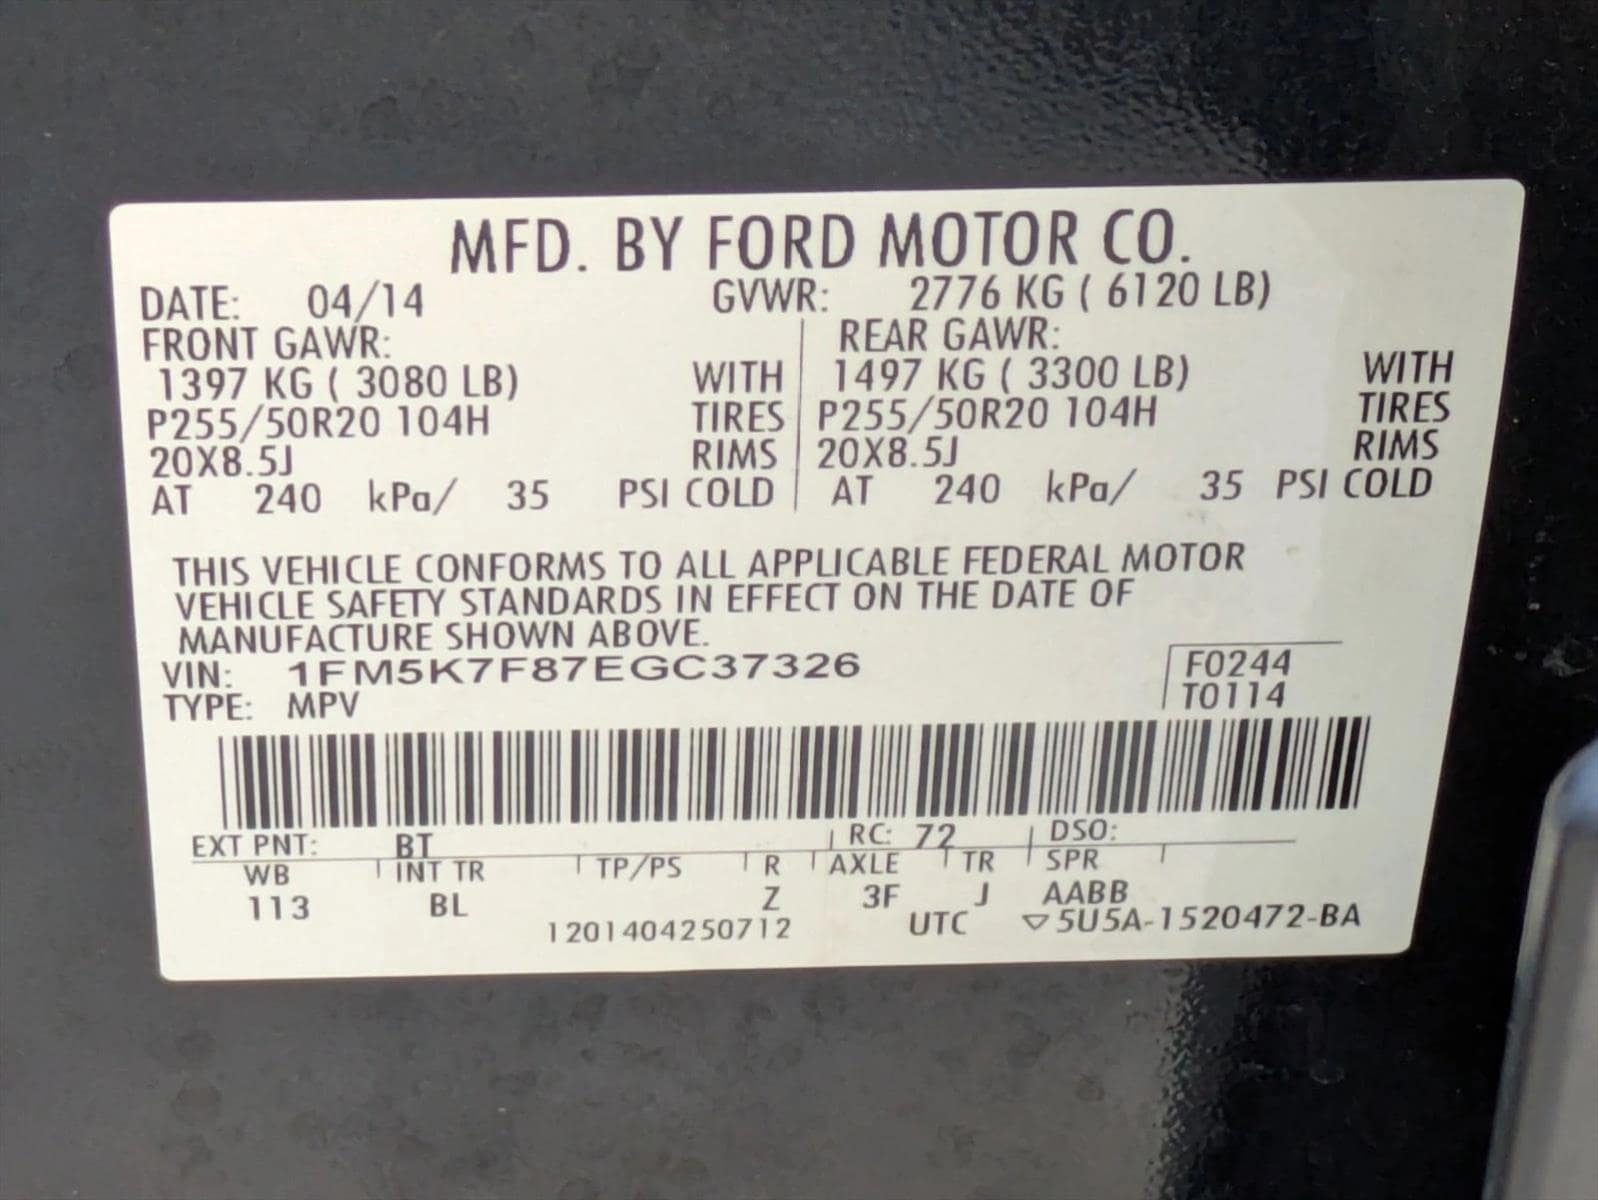 MFD. BY FORD MOTOR CO.
DATE: 04/14 GVWR: 2776 KG ( 6120 LB)
FRONT GAWR: REAR GAWR:
1397 KG ( 3080 LB) WITH 1497 KG ( 3300 LB) WITH
P255/50R20 104H TIRES P255/50R20 104H TIRES
20X8.5J RIMS 20X8.5J RIMS
AT 240 kPa/ 35 PSI COLD AT 240 kPa/ 35 PSI COLD
THIS VEHICLE CONFORMS TO ALL APPLICABLE FEDERAL MOTOR
VEHICLE SAFETY STANDARDS IN EFFECT ON THE DATE OF
MANUFACTURE SHOWN ABOVE.
VIN: 1FM5K7F87EGC37326 F0244
TYPE: MPV T0114
EXT PNT: BT RC: 72 DSO:
WB INT TR TP/PS R AXLE TR SPR
113 BL Z 3F J AABB
1201404250712 UTC ▽5U5A-1520472-BA